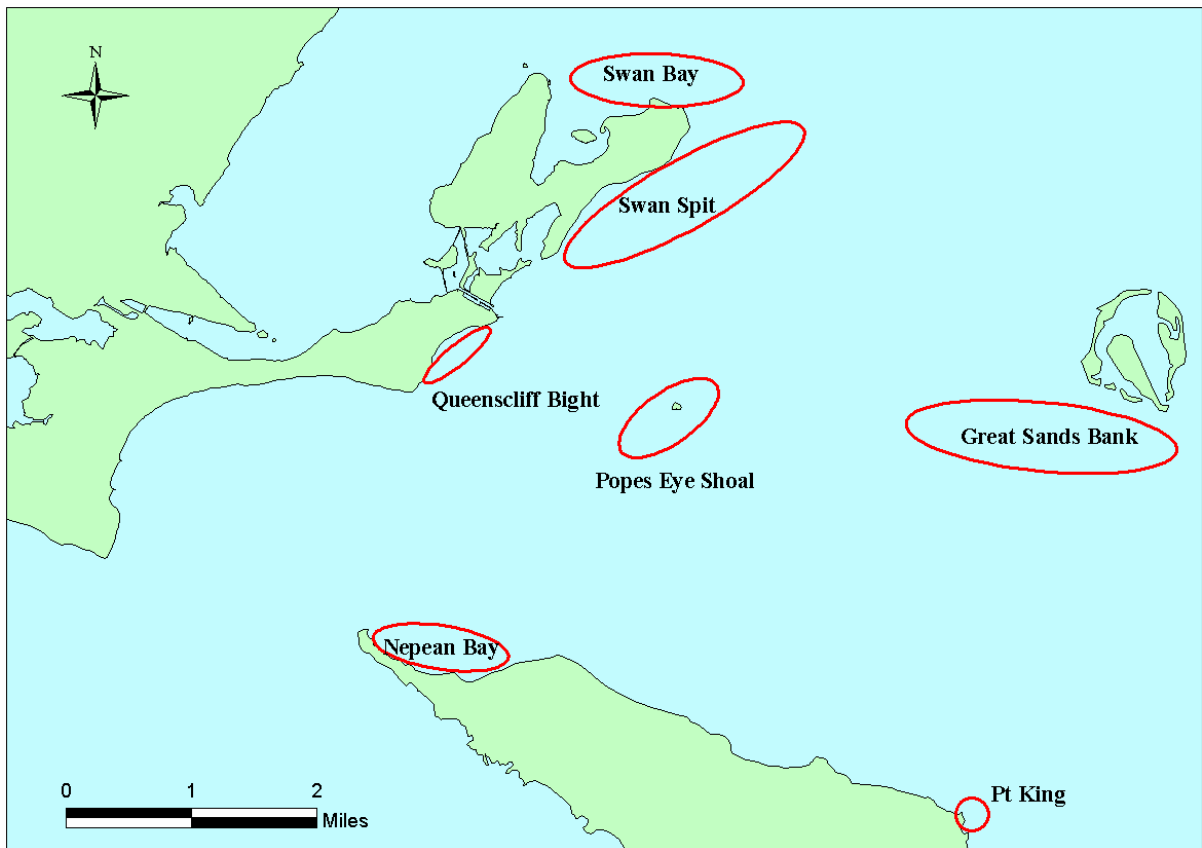 N
Swan Bay
Swan Spit
Queenscliff Bight
Popes Eye Shoal
Great Sands Bank
Nepean Bay
Pt King
0 1 2
Miles